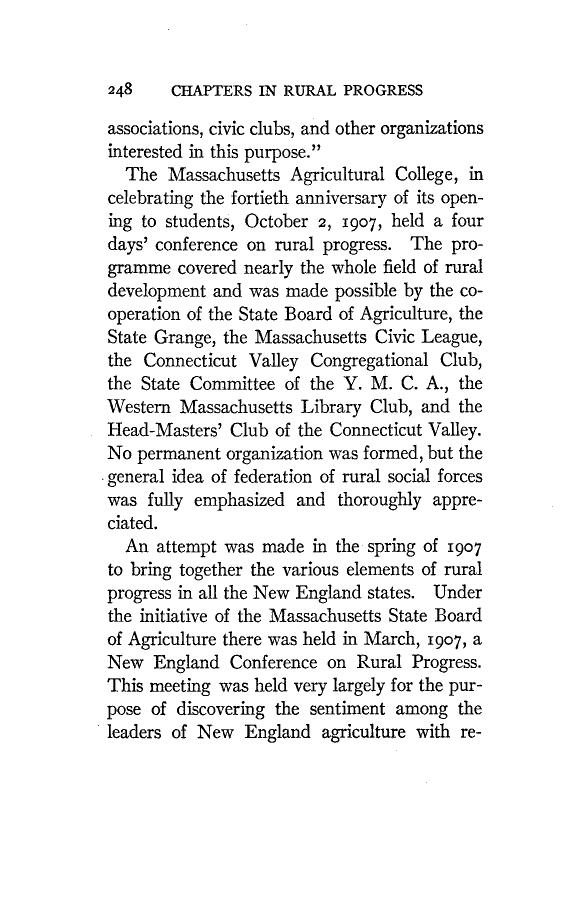 248 CHAPTERS IN RURAL PROGRESS
associations, civic clubs, and other organizations
interested in this purpose."
The Massachusetts Agricultural College, in
celebrating the fortieth anniversary of its open-
ing to students, October 2, 1907, held a four
days' conference on rural progress. The pro-
gramme covered nearly the whole field of rural
development and was made possible by the co-
operation of the State Board of Agriculture, the
State Grange, the Massachusetts Civic League,
the Connecticut Valley Congregational Club,
the State Committee of the Y. M. C. A., the
Western Massachusetts Library Club, and the
Head-Masters' Club of the Connecticut Valley.
No permanent organization was formed, but the
general idea of federation of rural social forces
was fully emphasized and thoroughly appre-
ciated.
An attempt was made in the spring of 1907
to bring together the various elements of rural
progress in all the New England states. Under
the initiative of the Massachusetts State Board
of Agriculture there was held in March, 1907, a
New England Conference on Rural Progress.
This meeting was held very largely for the pur-
pose of discovering the sentiment among the
leaders of New England agriculture with re-